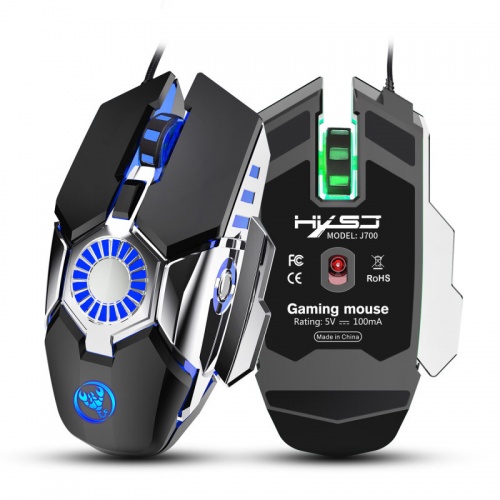 HXSJ
MODEL: J700
FC
CE
RoHS
Gaming mouse
Rating: 5V ⎓ 100mA
Made in China